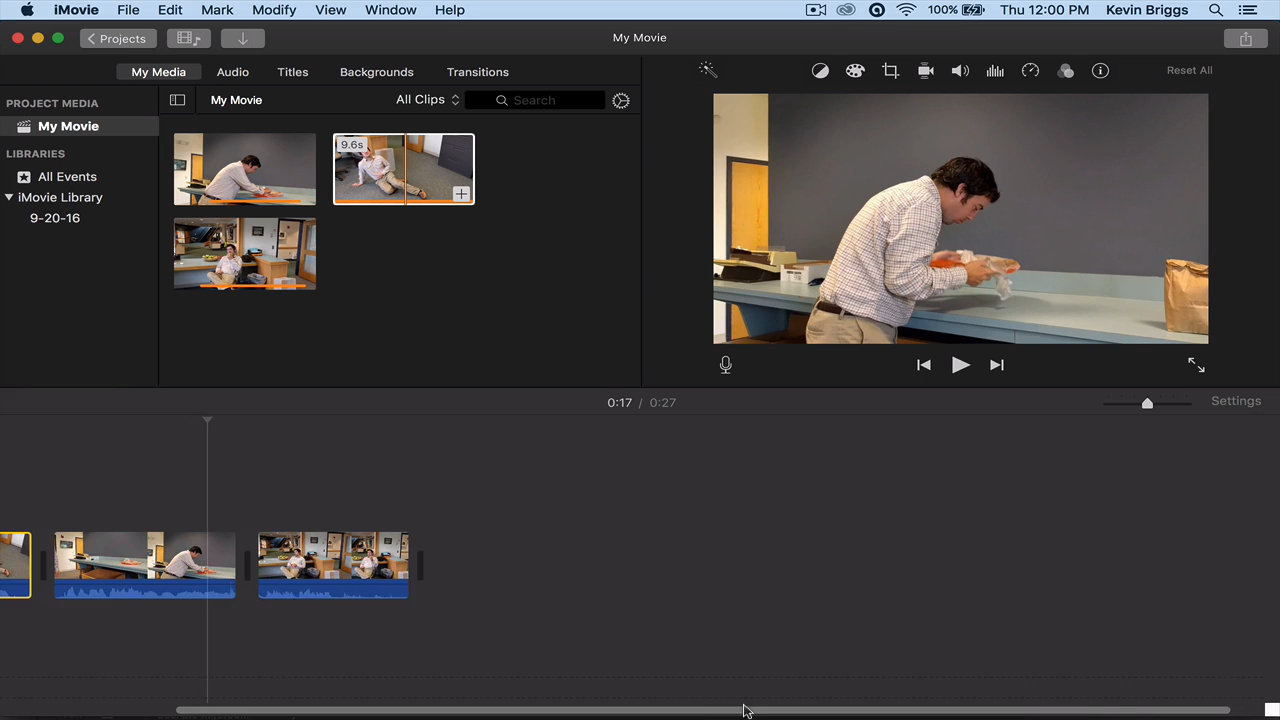 iMovie File Edit Mark Modify View Window Help 100% Thu 12:00 PM Kevin Briggs
Projects My Movie
My Media Audio Titles Backgrounds Transitions Reset All
PROJECT MEDIA My Movie All Clips Search
My Movie
LIBRARIES
All Events
iMovie Library
9-20-16
9.6s
0:17 / 0:27 Settings